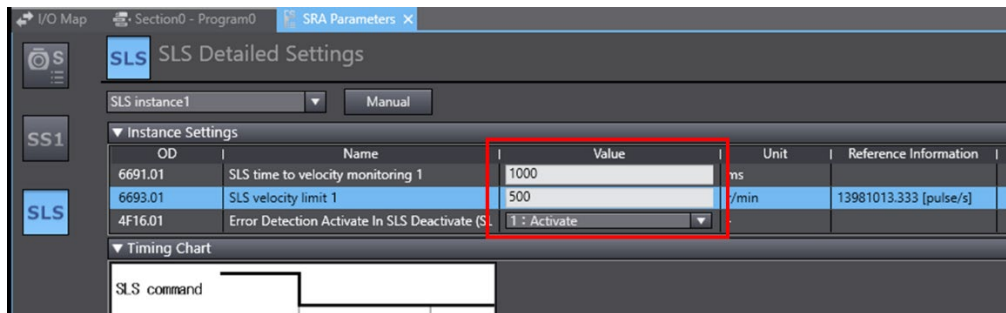 I/O Map Section0 - Program0 SRA Parameters
S SLS SLS Detailed Settings
SLS instance1 Manual
SS1 Instance Settings
OD Name Value Unit Reference Information
6691.01 SLS time to velocity monitoring 1 1000 ms
6693.01 SLS velocity limit 1 500 r/min 13981013.333 [pulse/s]
SLS
4F16.01 Error Detection Activate In SLS Deactivate 1 : Activate -
Timing Chart
SLS command